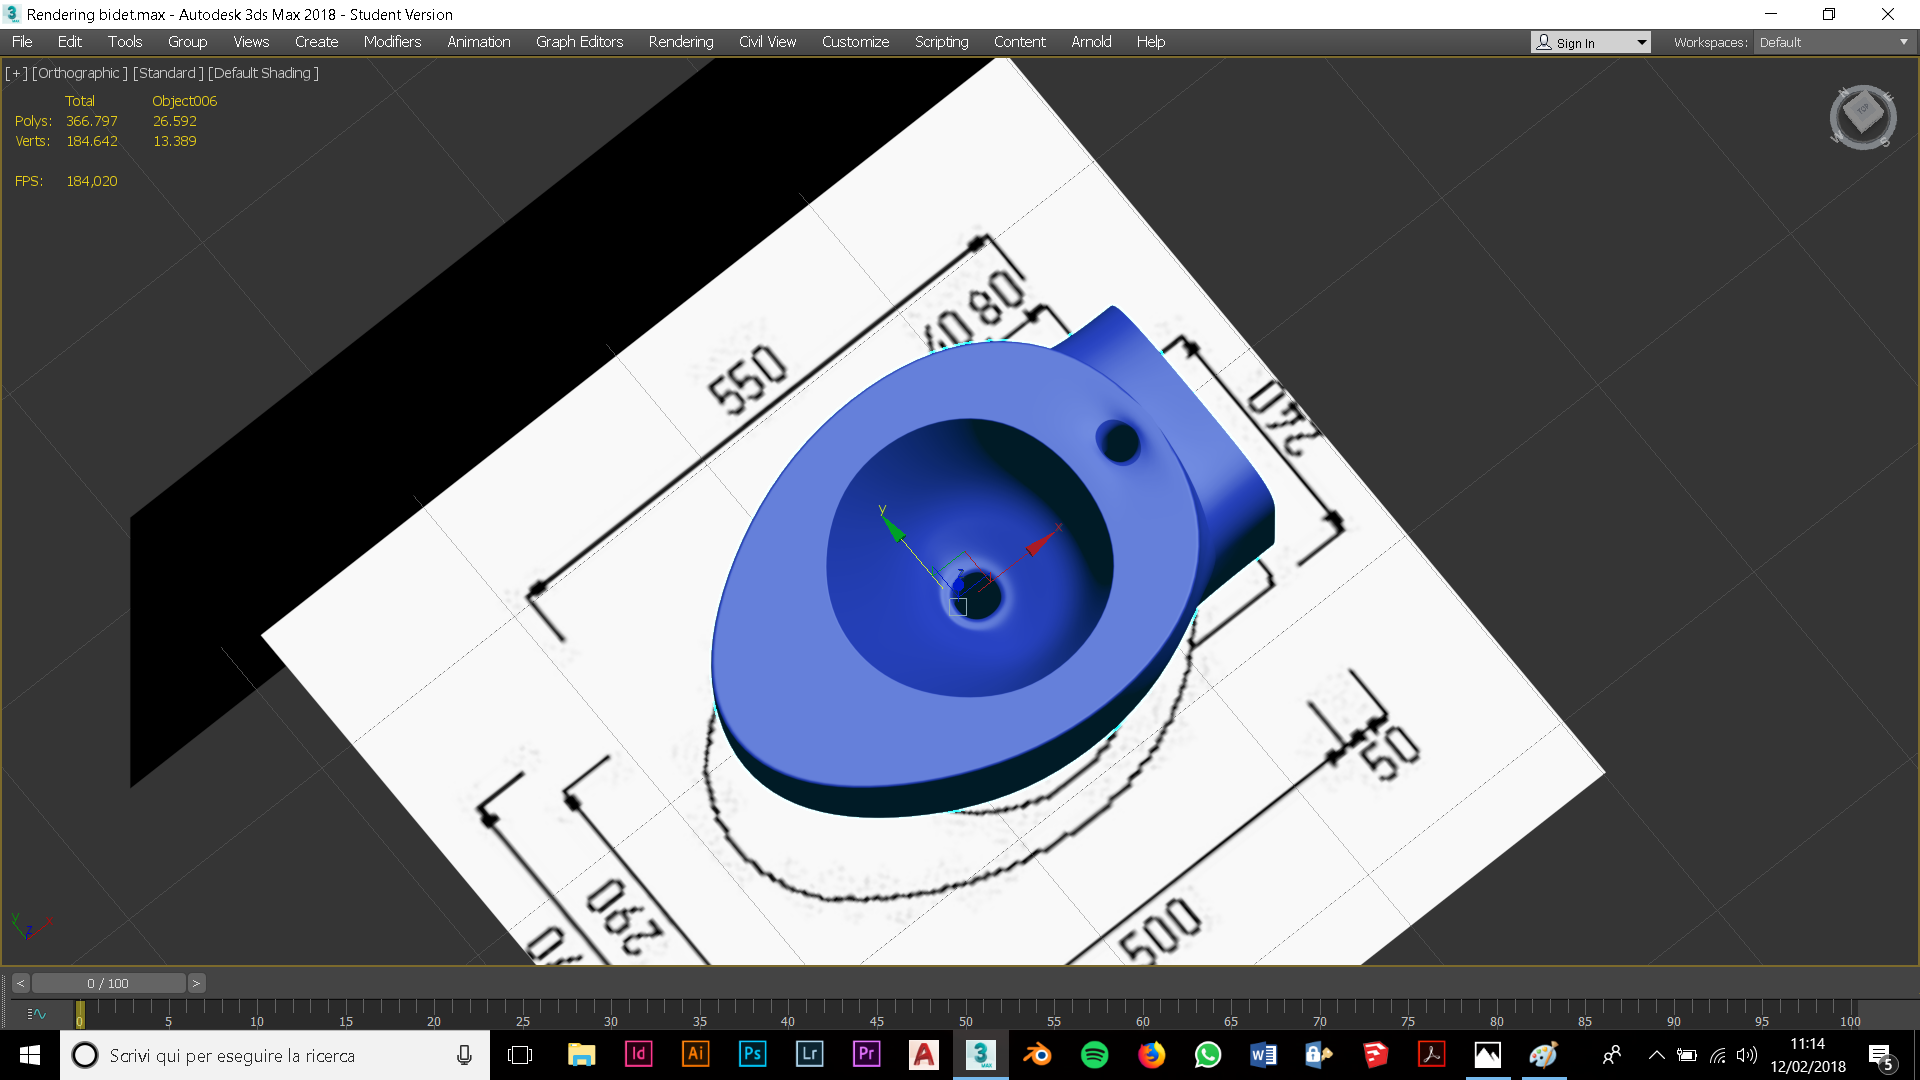 Rendering bidet.max - Autodesk 3ds Max 2018 - Student Version
File Edit Tools Group Views Create Modifiers Animation Graph Editors Rendering Civil View Customize Scripting Content Arnold Help
Sign In
Workspaces: Default
[+] [Orthographic ] [Standard ] [Default Shading ]
Total Object006
Polys: 366.797 26.592
Verts: 184.642 13.389
FPS: 184,020
TOP
N
E
W
S
80
550
240
y
x
z
50
290
500
y
x
z
< 0 / 100 >
0 5 10 15 20 25 30 35 40 45 50 55 60 65 70 75 80 85 90 95 100
Scrivi qui per eseguire la ricerca
Id Ai Ps Lr Pr A 3 MAX
11:14
12/02/2018
5